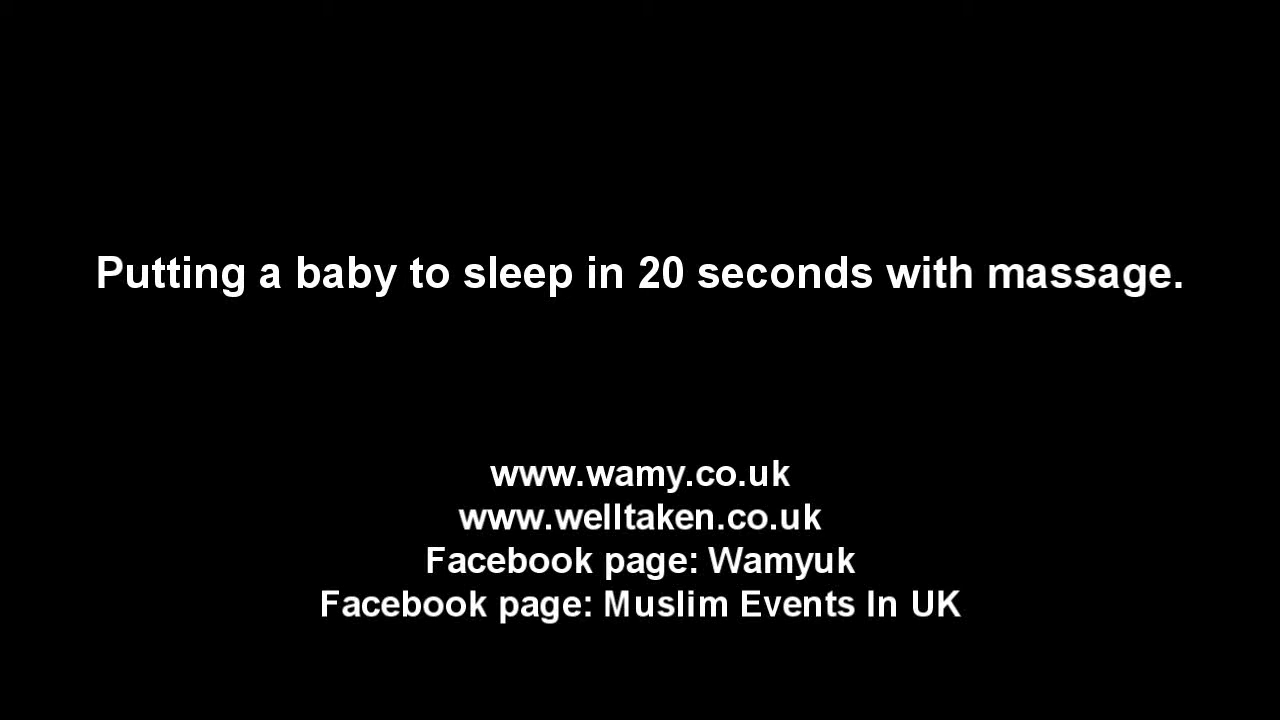 Putting a baby to sleep in 20 seconds with massage.
www.wamy.co.uk
www.welltaken.co.uk
Facebook page: Wamyuk
Facebook page: Muslim Events In UK